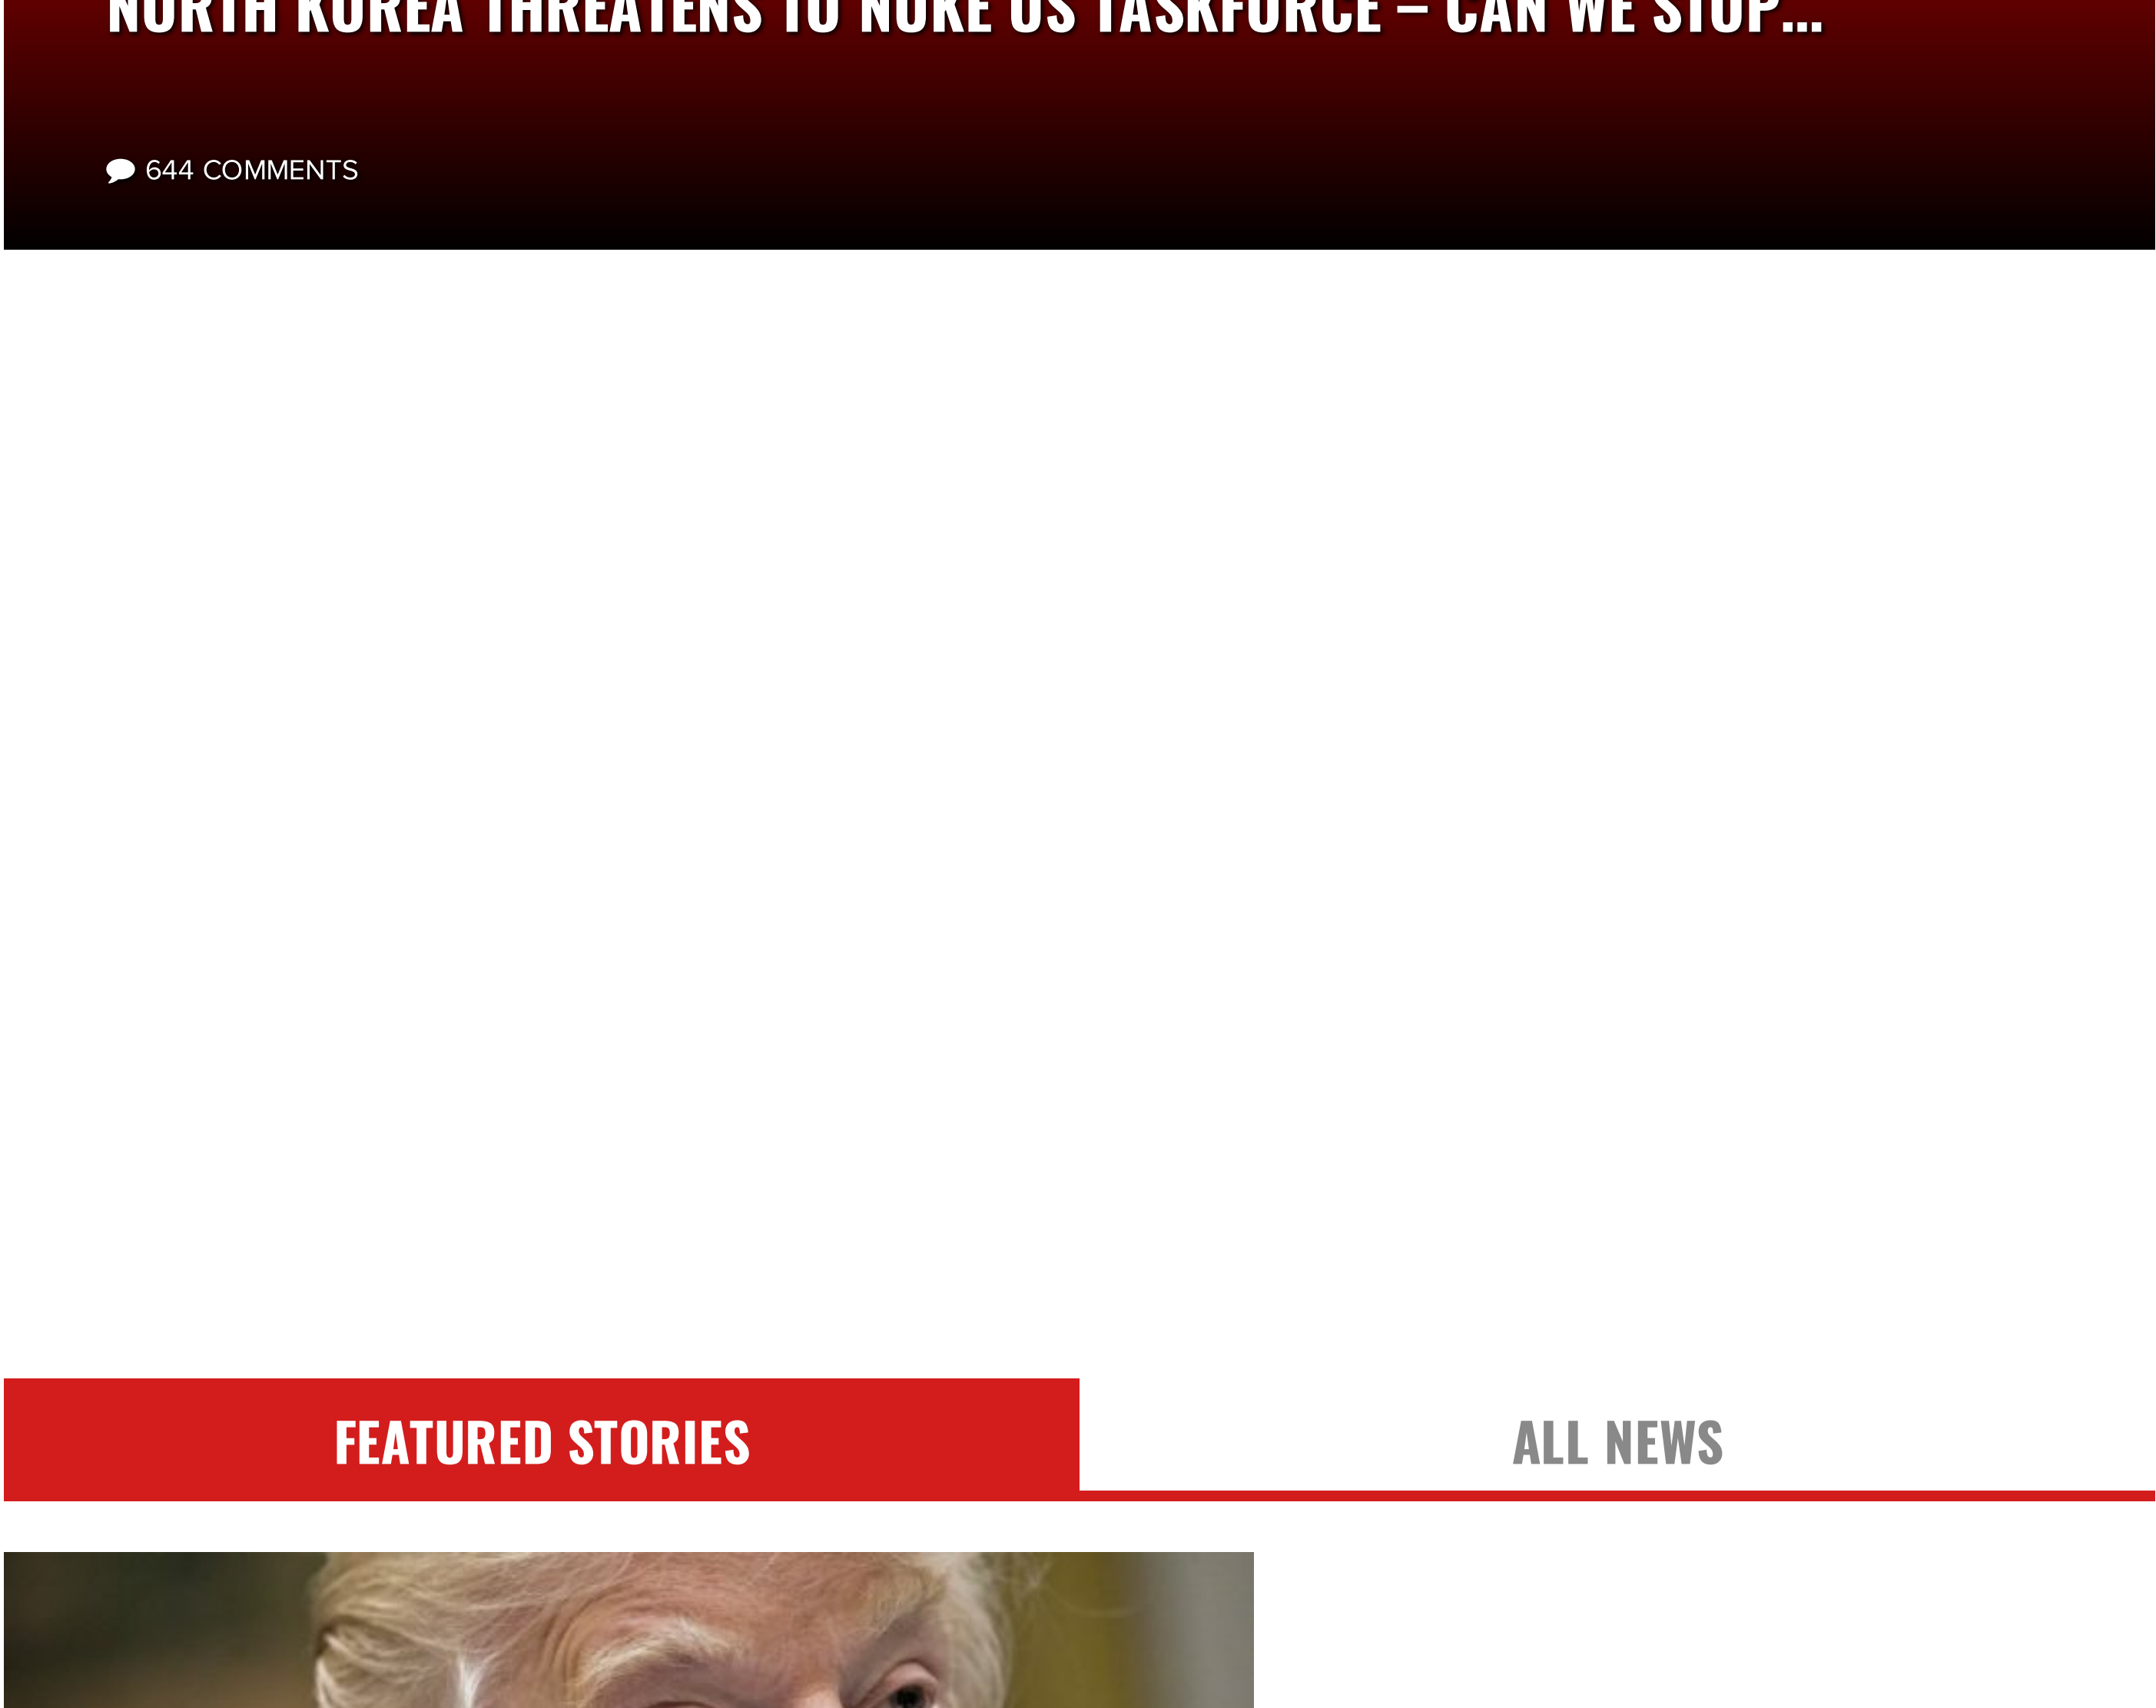 NORTH KOREA THREATENS TO NUKE US TASKFORCE – CAN WE STOP...
644 COMMENTS
FEATURED STORIES
ALL NEWS